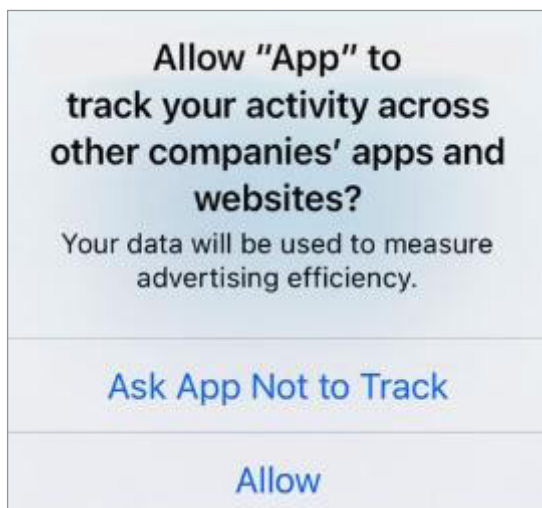 Allow “App” to
track your activity across
other companies’ apps and
websites?
Your data will be used to measure
advertising efficiency.
Ask App Not to Track
Allow